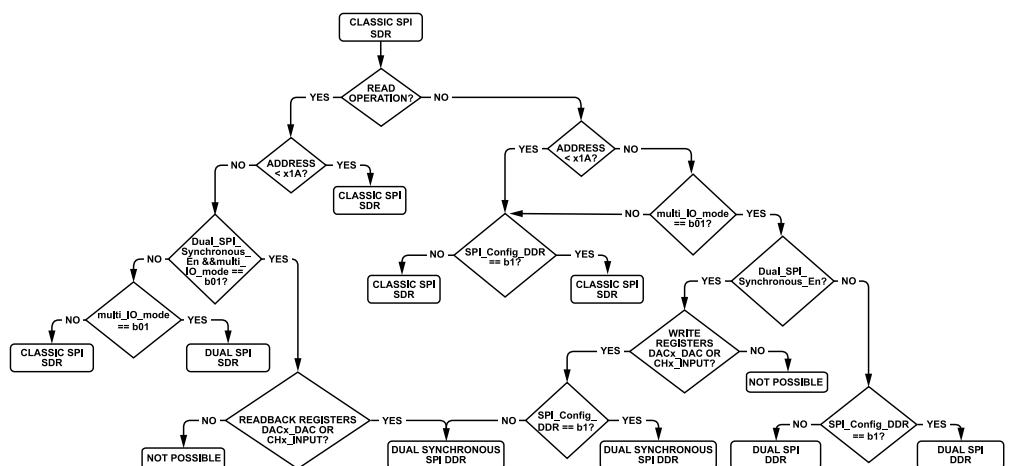 CLASSIC SPI
SDR
READ
OPERATION?
YES
NO
ADDRESS
< x1A?
NO
YES
CLASSIC SPI
SDR
ADDRESS
< x1A?
YES
NO
multi_IO_mode
== b01?
NO
YES
Dual_SPI_
Synchronous_
En &&multi_
IO_mode ==
b01?
NO
YES
SPI_Config_DDR
== b1?
NO
YES
CLASSIC SPI
SDR
CLASSIC SPI
SDR
Dual_SPI_
Synchronous_En?
YES
NO
multi_IO_mode
== b01
NO
YES
CLASSIC SPI
SDR
DUAL SPI
SDR
WRITE
REGISTERS
DACx_DAC OR
CHx_INPUT?
YES
NO
NOT POSSIBLE
READBACK REGISTERS
DACx_DAC OR
CHx_INPUT?
NO
YES
NOT POSSIBLE
DUAL SYNCHRONOUS
SPI DDR
SPI_Config_
DDR == b1?
NO
YES
DUAL SYNCHRONOUS
SPI DDR
SPI_Config_DDR
== b1?
NO
YES
DUAL SPI
DDR
DUAL SPI
DDR